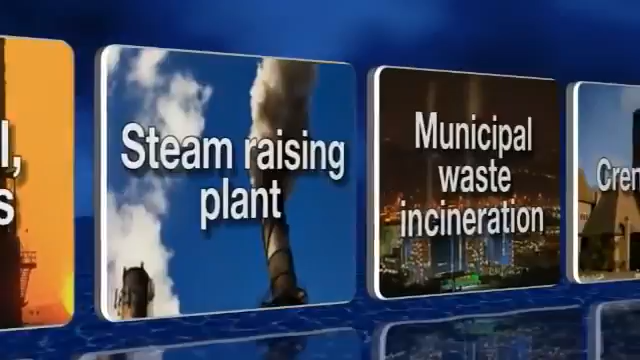 Steam raising
plant
Municipal
waste
incineration